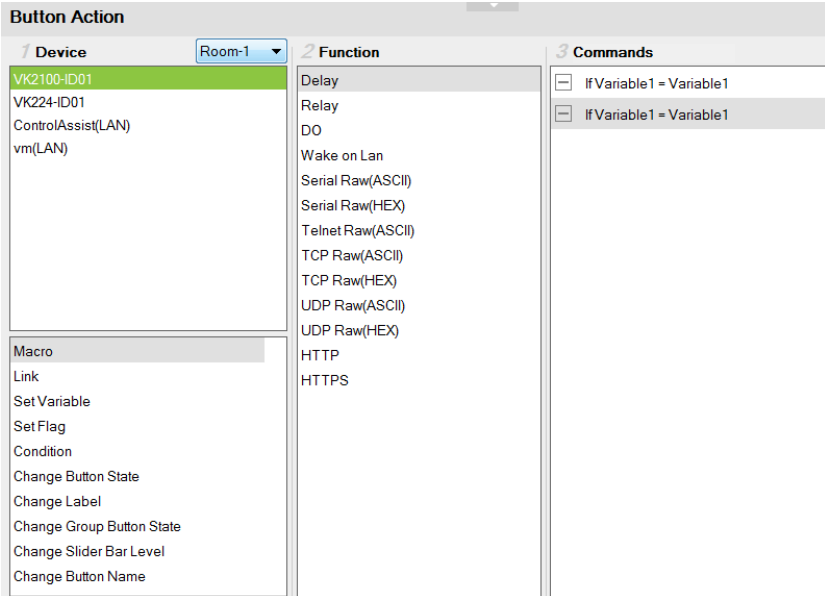 Button Action
1 Device
Room-1
VK2100-ID01
VK224-ID01
ControlAssist(LAN)
vm(LAN)
Macro
Link
Set Variable
Set Flag
Condition
Change Button State
Change Label
Change Group Button State
Change Slider Bar Level
Change Button Name
2 Function
Delay
Relay
DO
Wake on Lan
Serial Raw(ASCII)
Serial Raw(HEX)
Telnet Raw(ASCII)
TCP Raw(ASCII)
TCP Raw(HEX)
UDP Raw(ASCII)
UDP Raw(HEX)
HTTP
HTTPS
3 Commands
If Variable1 = Variable1
If Variable1 = Variable1